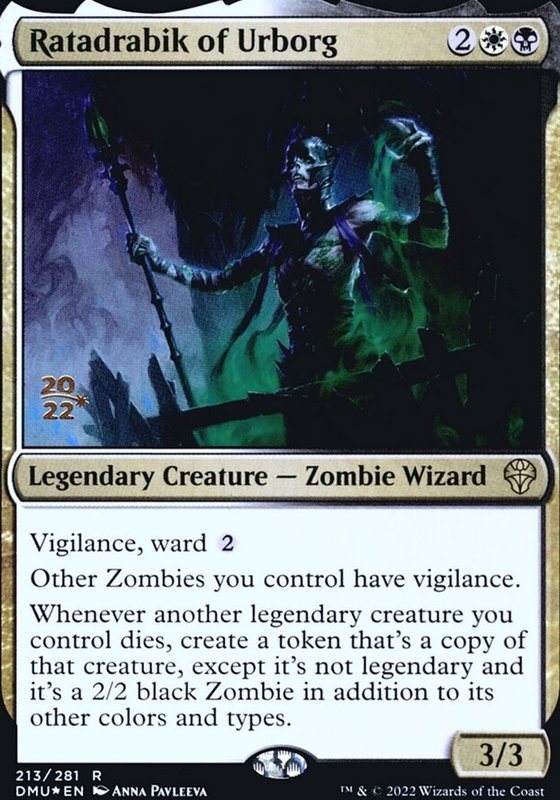 Ratadrabik of Urborg 2
20
22*
Legendary Creature — Zombie Wizard
Vigilance, ward 2
Other Zombies you control have vigilance.
Whenever another legendary creature you
control dies, create a token that's a copy of
that creature, except it's not legendary and
it's a 2/2 black Zombie in addition to its
other colors and types.
3/3
213/281 R
DMU★EN Anna Pavleeva
™ & © 2022 Wizards of the Coast